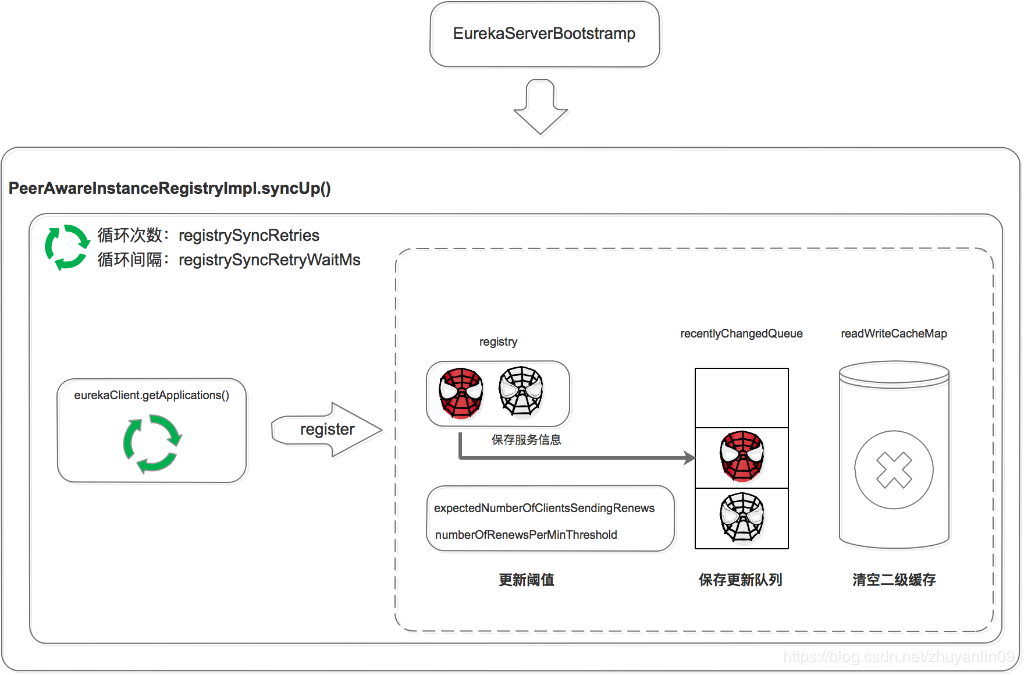 EurekaServerBootstramp
PeerAwareInstanceRegistryImpl.syncUp()
循环次数：registrySyncRetries
循环间隔：registrySyncRetryWaitMs
eurekaClient.getApplications()
register
registry
保存服务信息
expectedNumberOfClientsSendingRenews
numberOfRenewsPerMinThreshold
更新阈值
recentlyChangedQueue
保存更新队列
readWriteCacheMap
清空二级缓存
https://blog.csdn.net/zhuyanlin09